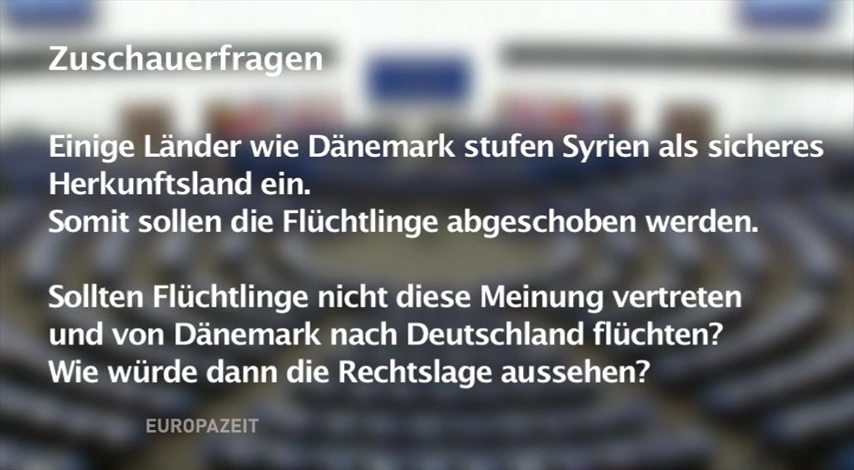 Zuschauerfragen
Einige Länder wie Dänemark stufen Syrien als sicheres
Herkunftsland ein.
Somit sollen die Flüchtlinge abgeschoben werden.
Sollten Flüchtlinge nicht diese Meinung vertreten
und von Dänemark nach Deutschland flüchten?
Wie würde dann die Rechtslage aussehen?
EUROPAZEIT